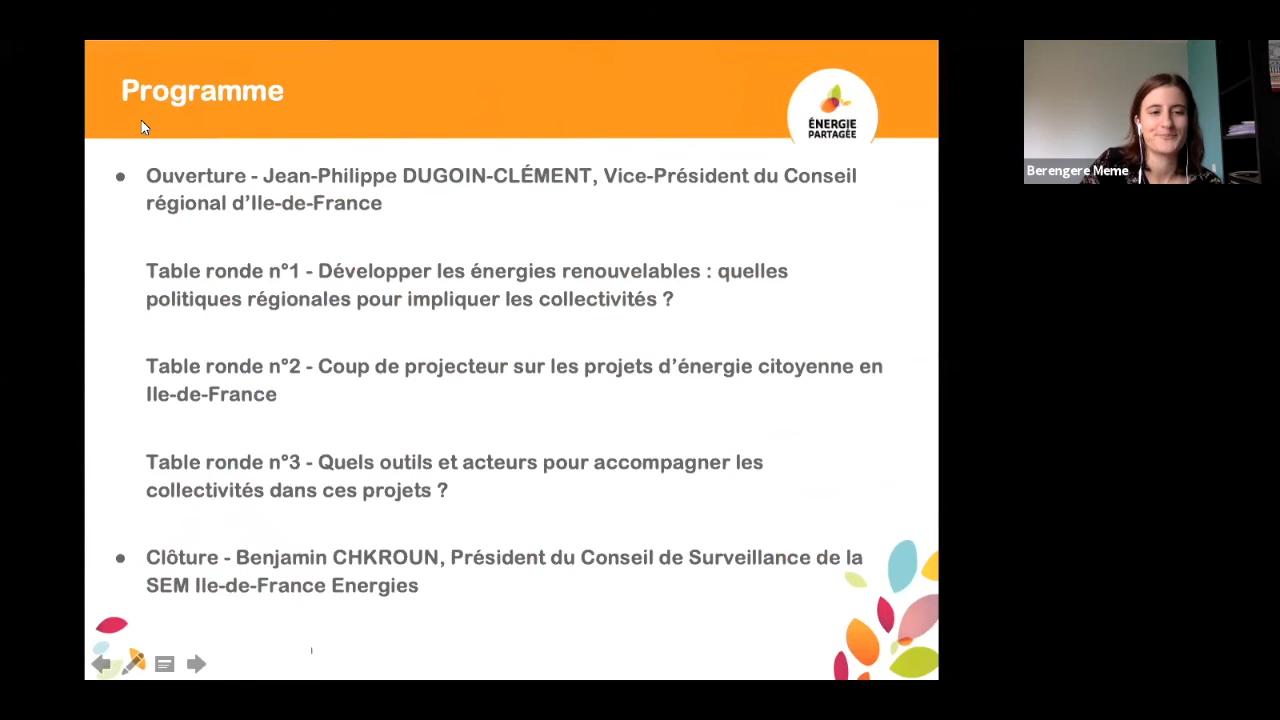 Programme
ÉNERGIE
PARTAGÉE
● Ouverture - Jean-Philippe DUGOIN-CLÉMENT, Vice-Président du Conseil
régional d’Ile-de-France
Table ronde n°1 - Développer les énergies renouvelables : quelles
politiques régionales pour impliquer les collectivités ?
Table ronde n°2 - Coup de projecteur sur les projets d’énergie citoyenne en
Ile-de-France
Table ronde n°3 - Quels outils et acteurs pour accompagner les
collectivités dans ces projets ?
● Clôture - Benjamin CHKROUN, Président du Conseil de Surveillance de la
SEM Ile-de-France Energies
Berengere Meme